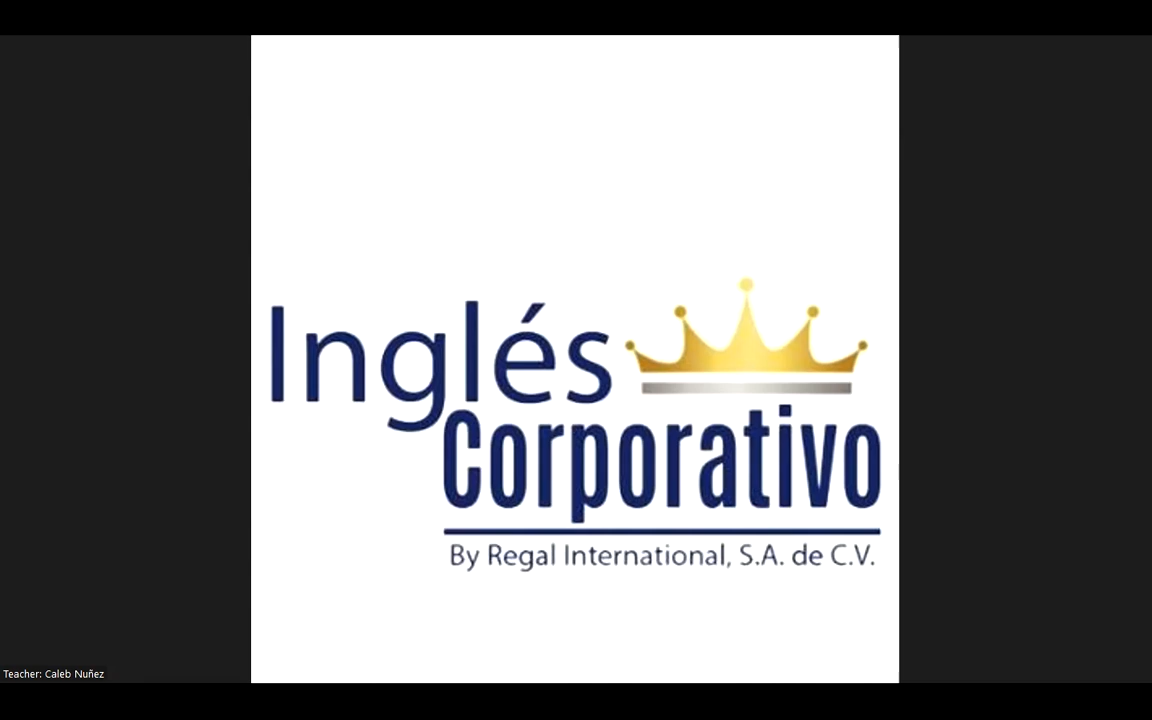 Inglés
Corporativo
By Regal International, S.A. de C.V.
Teacher: Caleb Nuñez